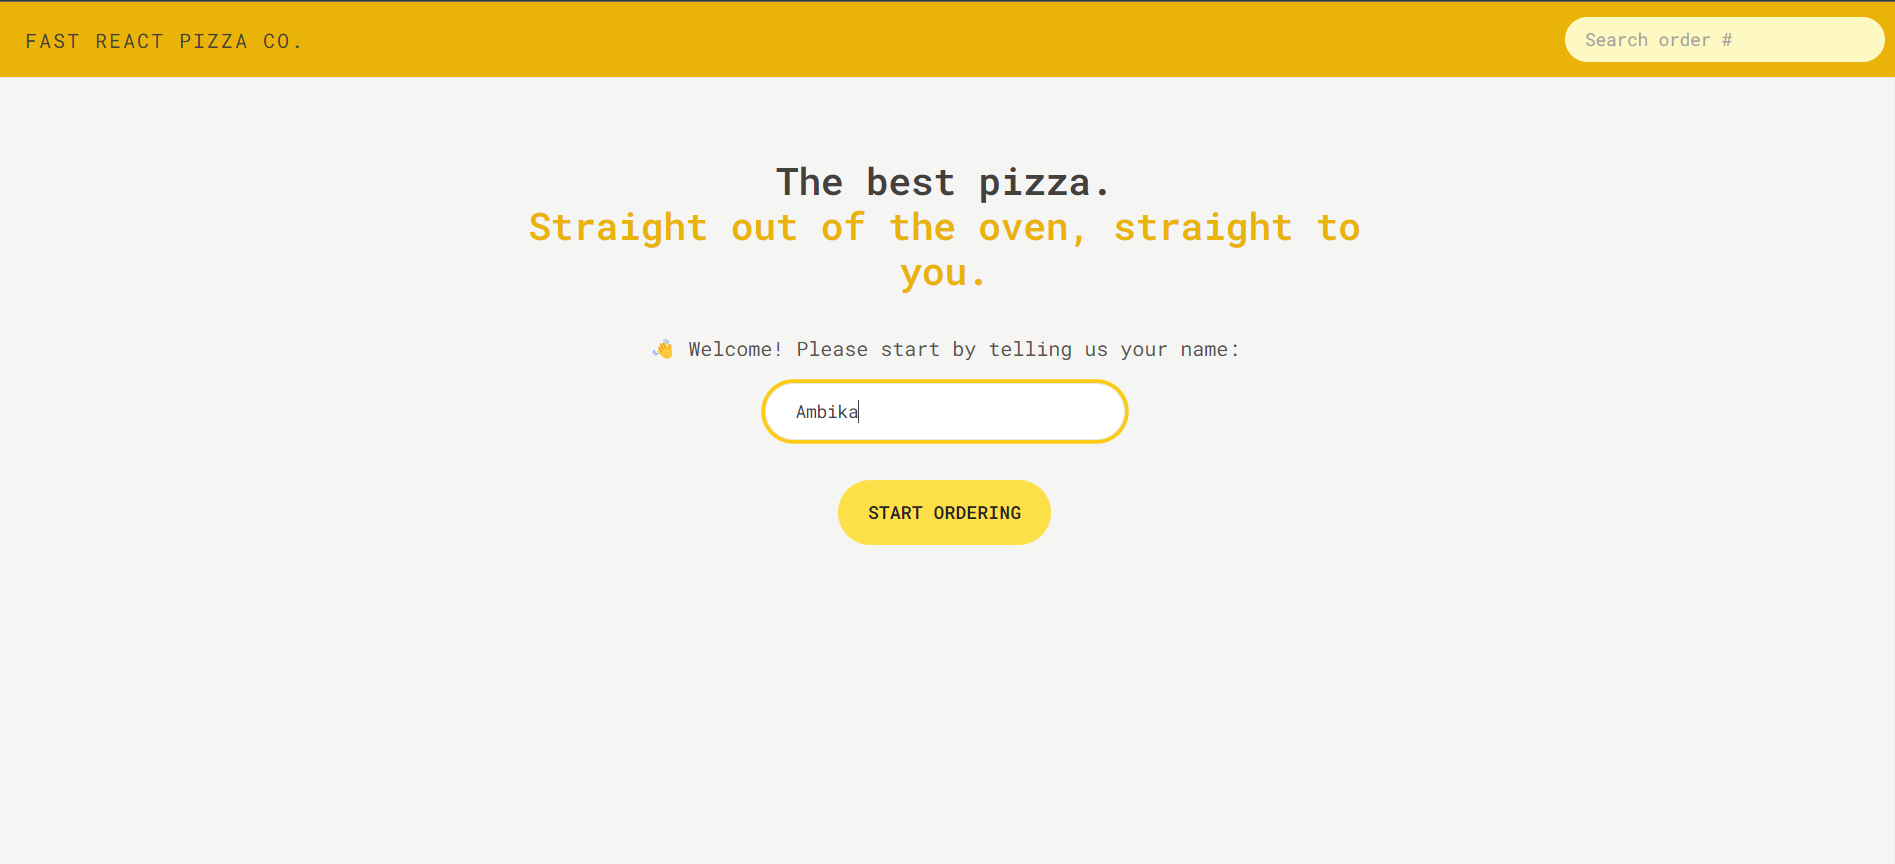 FAST REACT PIZZA CO.
Search order #
The best pizza.
Straight out of the oven, straight to
you.
👋 Welcome! Please start by telling us your name:
Ambika
START ORDERING